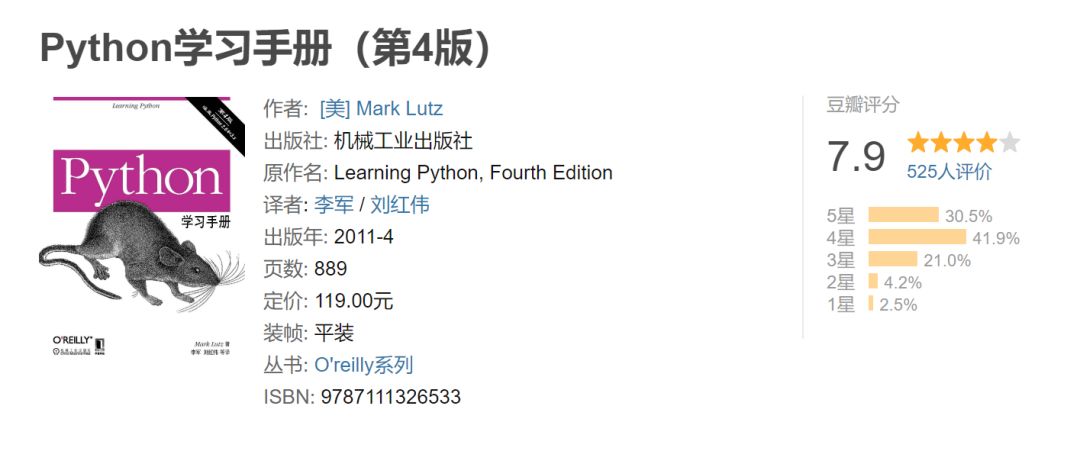 Python学习手册（第4版）
Learning Python
第4版
Python
学习手册
O'REILLY
Mark Lutz 著
李军 刘红伟 等译
作者: [美] Mark Lutz
出版社: 机械工业出版社
原作名: Learning Python, Fourth Edition
译者: 李军 / 刘红伟
出版年: 2011-4
页数: 889
定价: 119.00元
装帧: 平装
丛书: O'reilly系列
ISBN: 9787111326533
豆瓣评分
7.9
525人评价
5星 30.5%
4星 41.9%
3星 21.0%
2星 4.2%
1星 2.5%